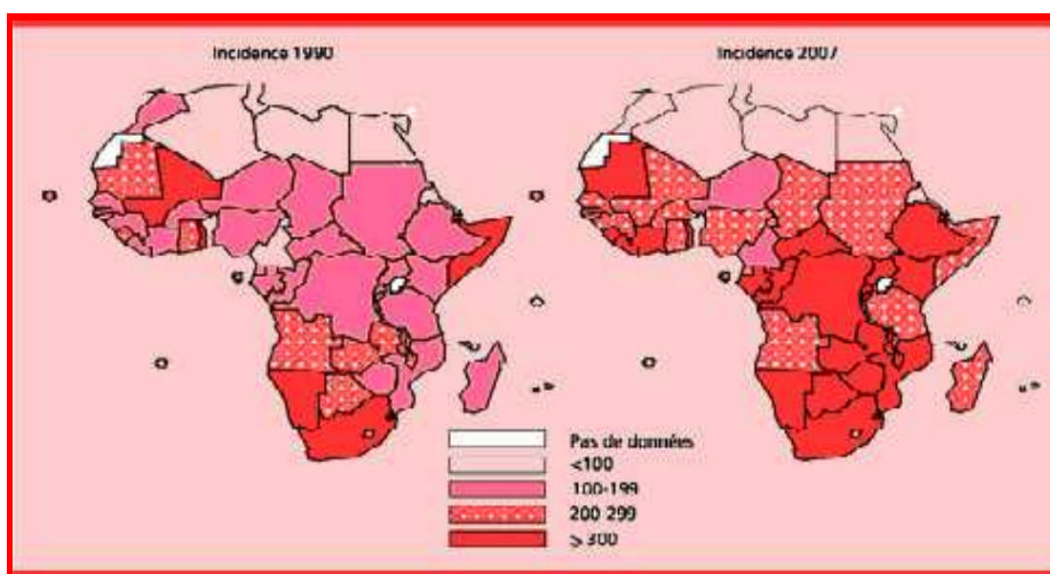 Incidence 1990
Incidence 2007
Pas de données
<100
100-199
200-299
⩾ 300